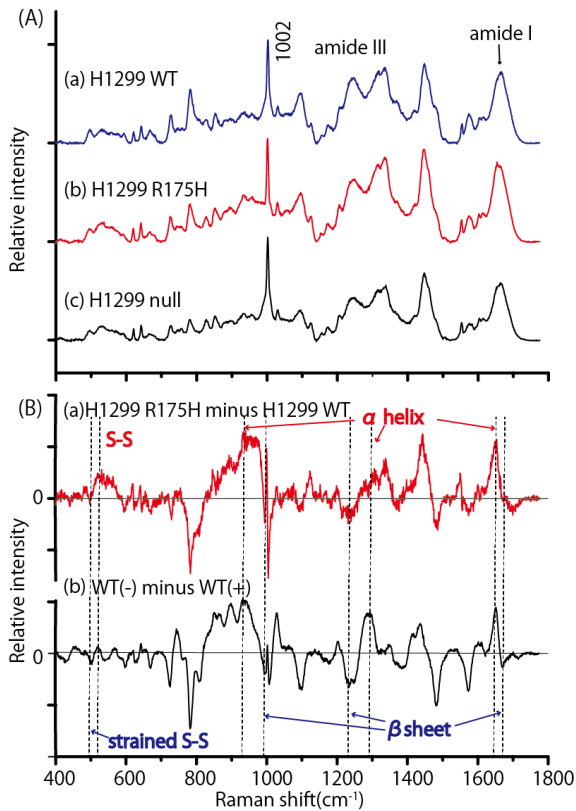 (A)
1002
amide III
amide I
(a) H1299 WT
(b) H1299 R175H
(c) H1299 null
Relative intensity
(B)
(a)H1299 R175H minus H1299 WT
S-S
α helix
0
(b) WT(-) minus WT(+)
0
Relative intensity
strained S-S
β sheet
400 600 800 1000 1200 1400 1600 1800
Raman shift(cm⁻¹)